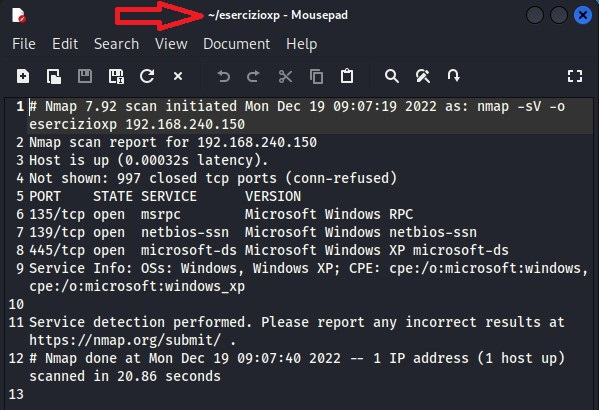 ~/esercizioxp - Mousepad
File Edit Search View Document Help
1 # Nmap 7.92 scan initiated Mon Dec 19 09:07:19 2022 as: nmap -sV -o
esercizioxp 192.168.240.150
2 Nmap scan report for 192.168.240.150
3 Host is up (0.00032s latency).
4 Not shown: 997 closed tcp ports (conn-refused)
5 PORT    STATE SERVICE      VERSION
6 135/tcp open  msrpc        Microsoft Windows RPC
7 139/tcp open  netbios-ssn  Microsoft Windows netbios-ssn
8 445/tcp open  microsoft-ds Microsoft Windows XP microsoft-ds
9 Service Info: OSs: Windows, Windows XP; CPE: cpe:/o:microsoft:windows,
cpe:/o:microsoft:windows_xp
10
11 Service detection performed. Please report any incorrect results at
https://nmap.org/submit/ .
12 # Nmap done at Mon Dec 19 09:07:40 2022 -- 1 IP address (1 host up)
scanned in 20.86 seconds
13